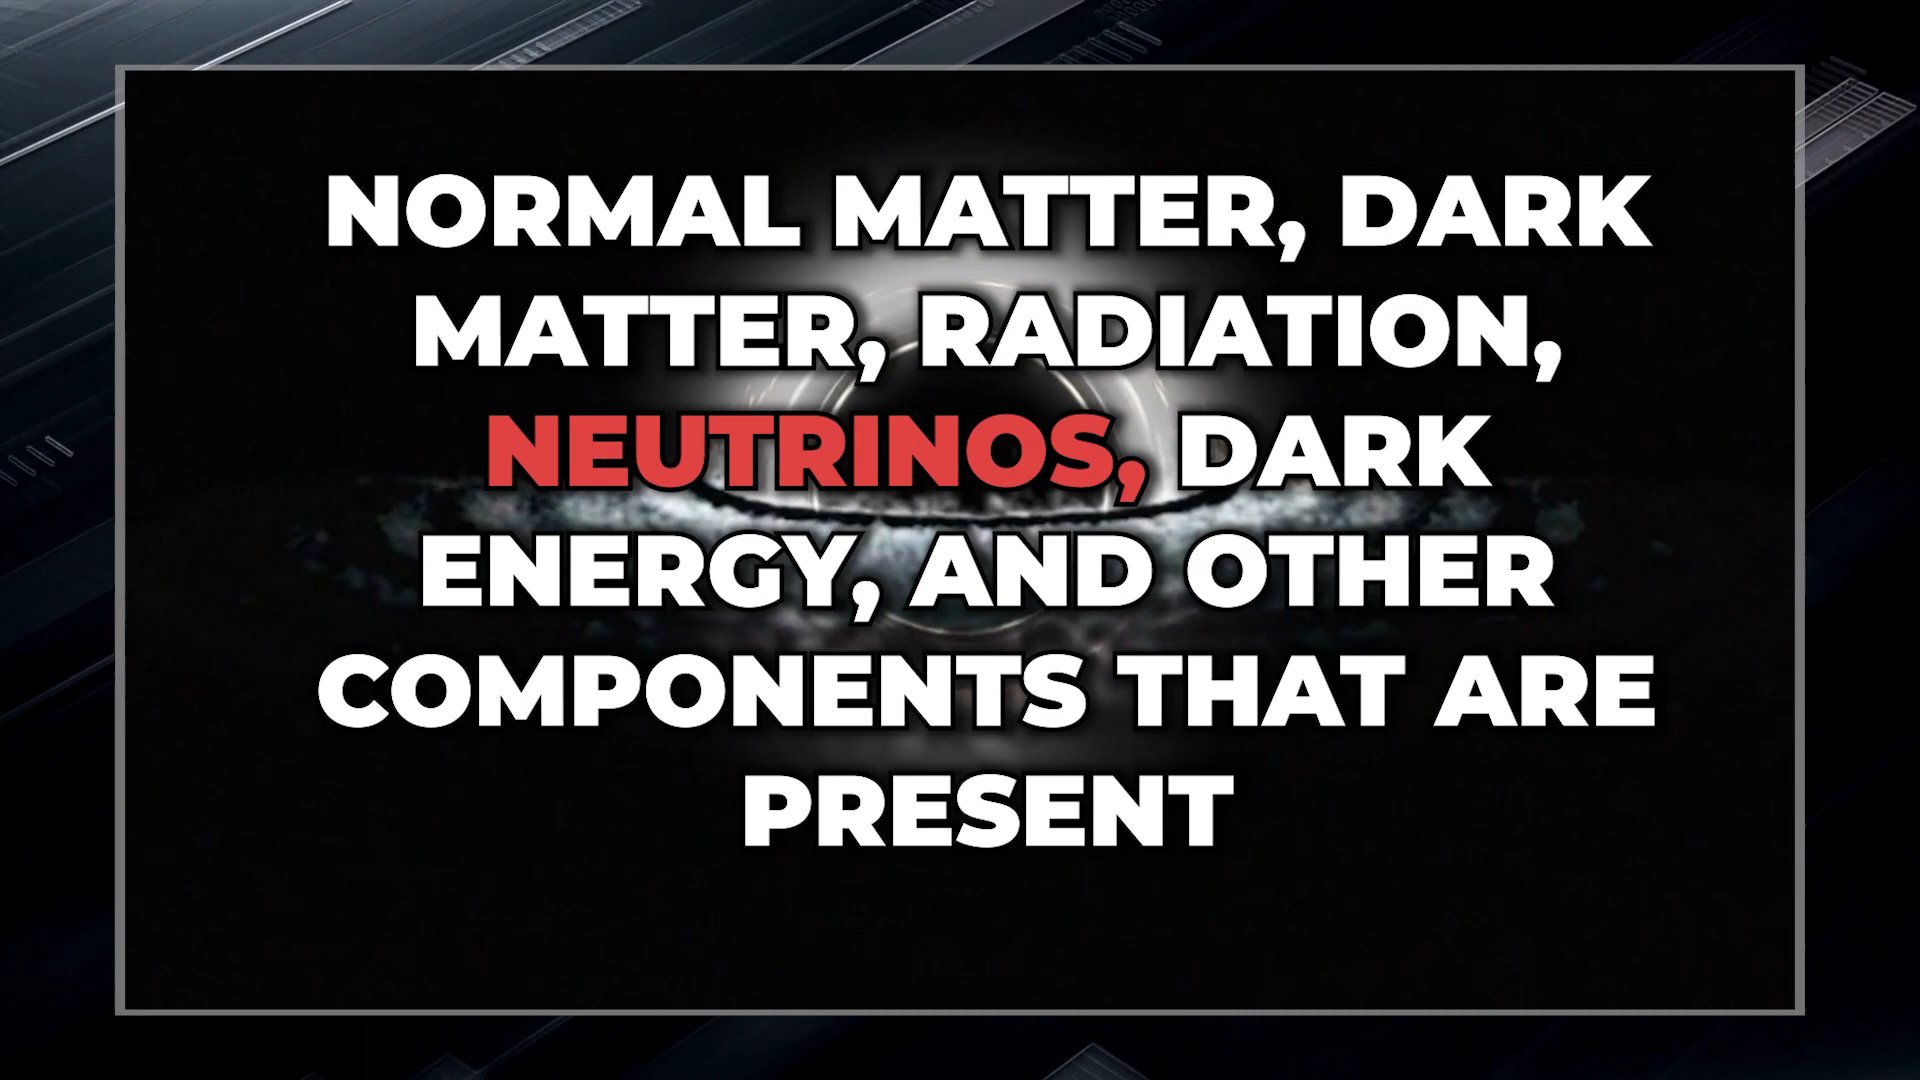 NORMAL MATTER, DARK
MATTER, RADIATION,
NEUTRINOS, DARK
ENERGY, AND OTHER
COMPONENTS THAT ARE
PRESENT